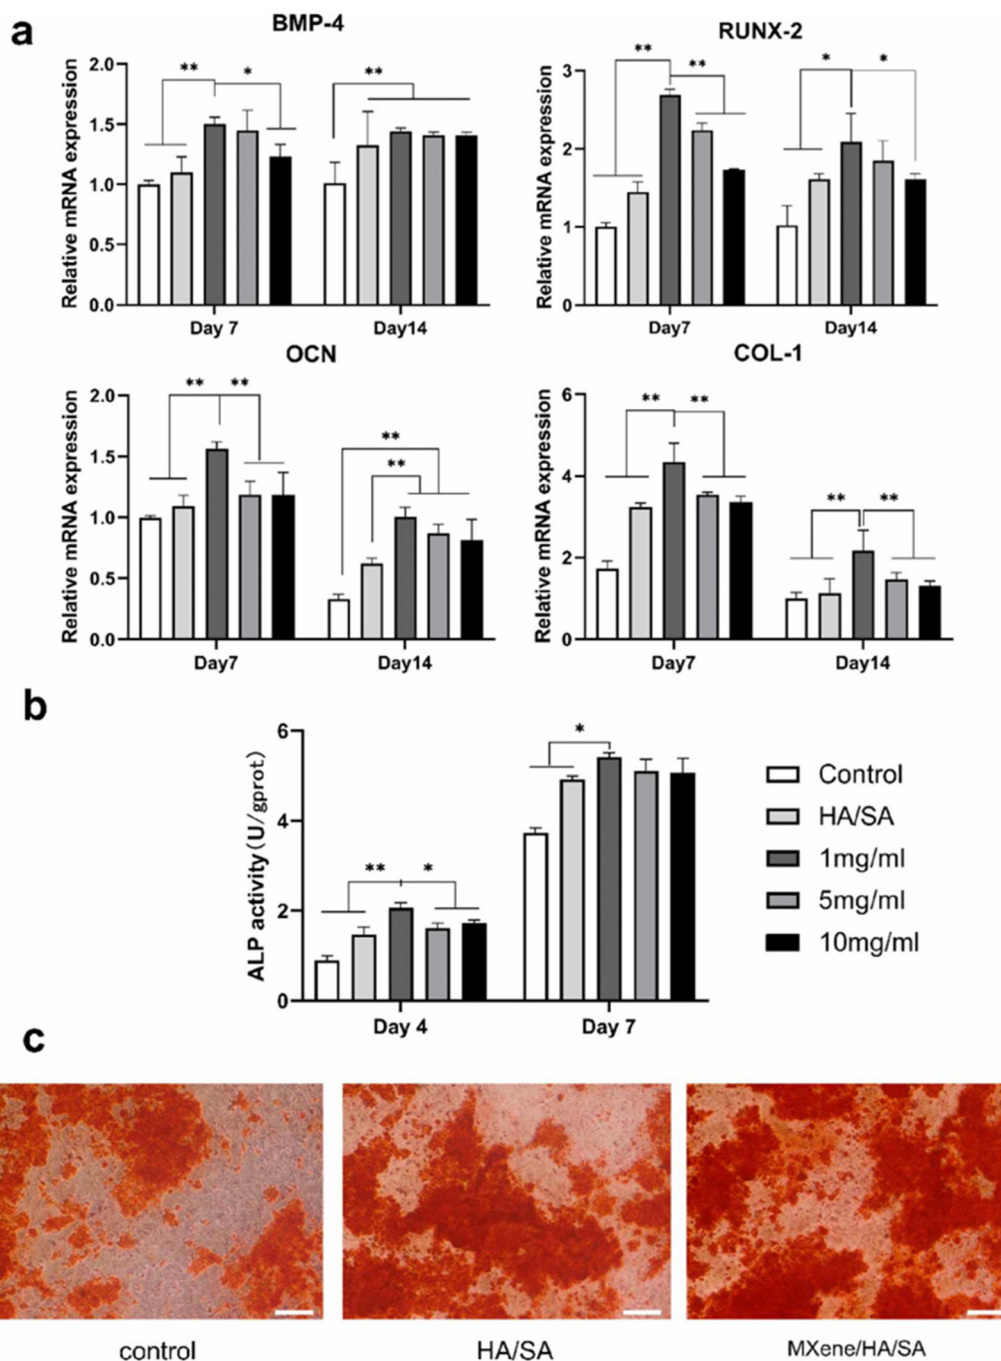 a
BMP-4
Relative mRNA expression
2.0
1.5
1.0
0.5
0.0
** * **
Day 7 Day14
RUNX-2
Relative mRNA expression
3
2
1
0
** ** * *
Day7 Day14
OCN
Relative mRNA expression
2.0
1.5
1.0
0.5
0.0
** ** ** **
Day7 Day14
COL-1
Relative mRNA expression
6
4
2
0
** ** ** **
Day7 Day14
b
ALP activity(U/gprot)
6
4
2
0
** * *
Day 4 Day 7
Control
HA/SA
1mg/ml
5mg/ml
10mg/ml
c
control HA/SA MXene/HA/SA